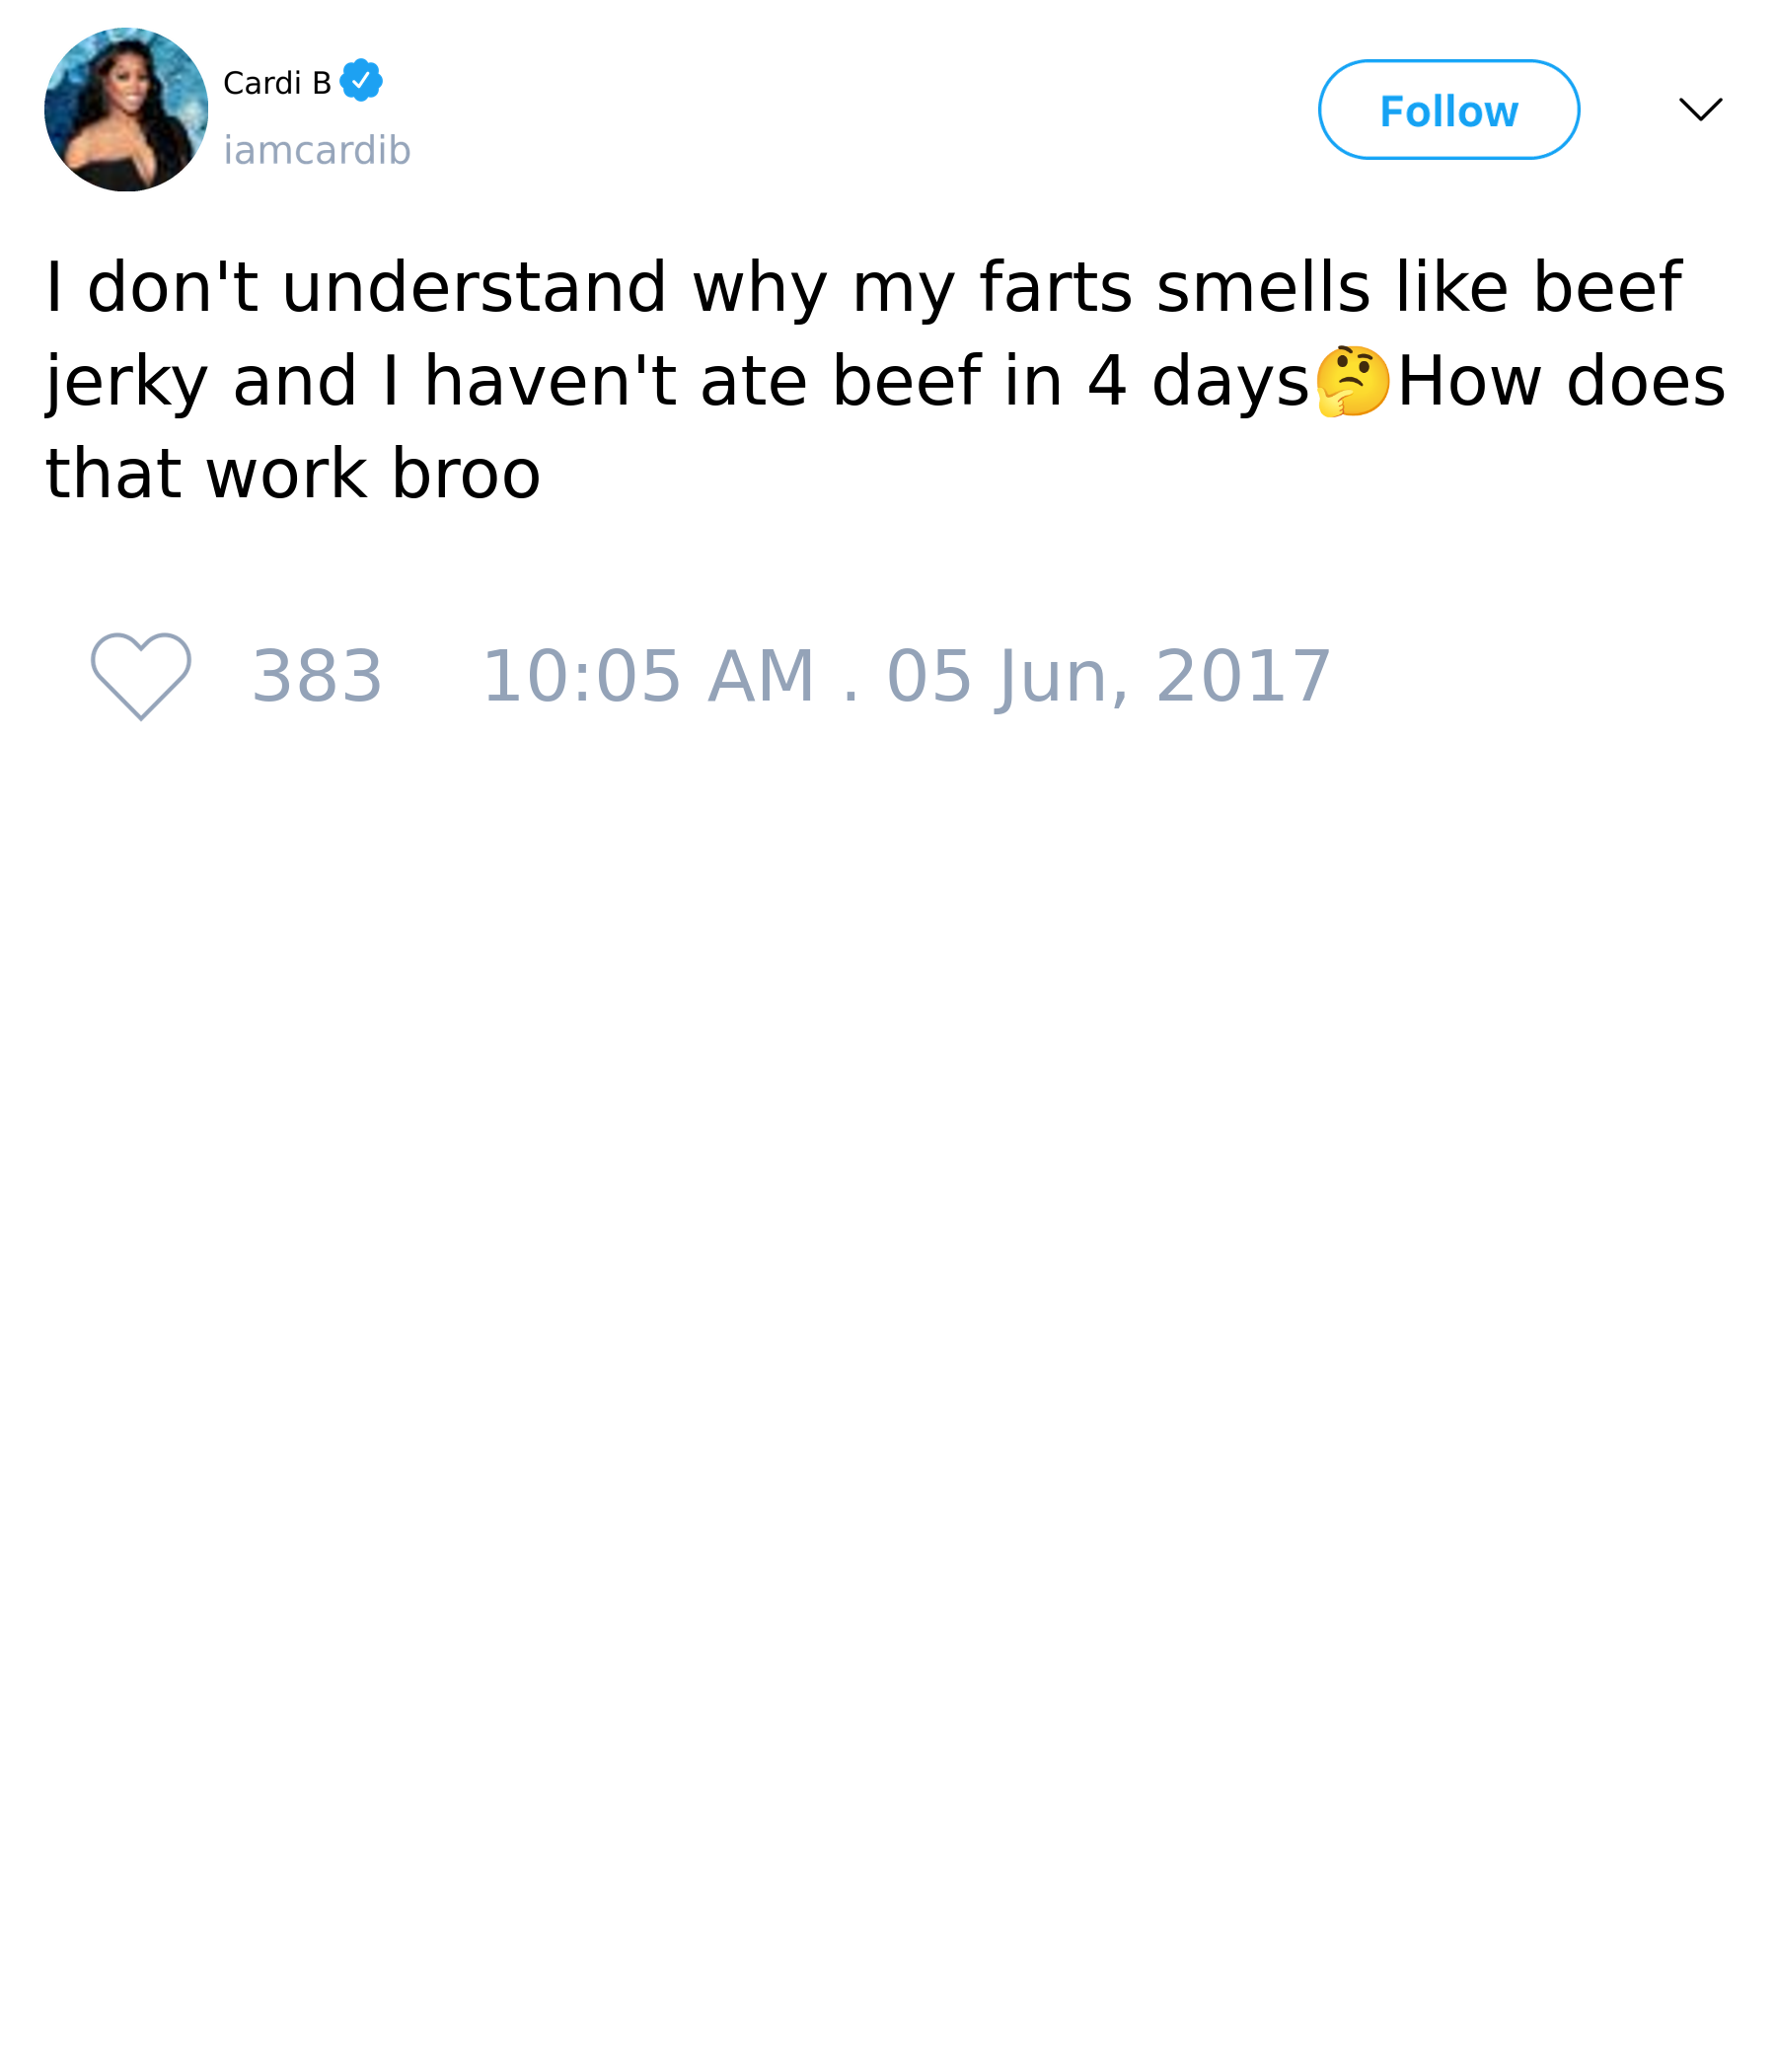 Cardi B
iamcardib
Follow
I don't understand why my farts smells like beef
jerky and I haven't ate beef in 4 days🤔How does
that work broo
383 10:05 AM . 05 Jun, 2017